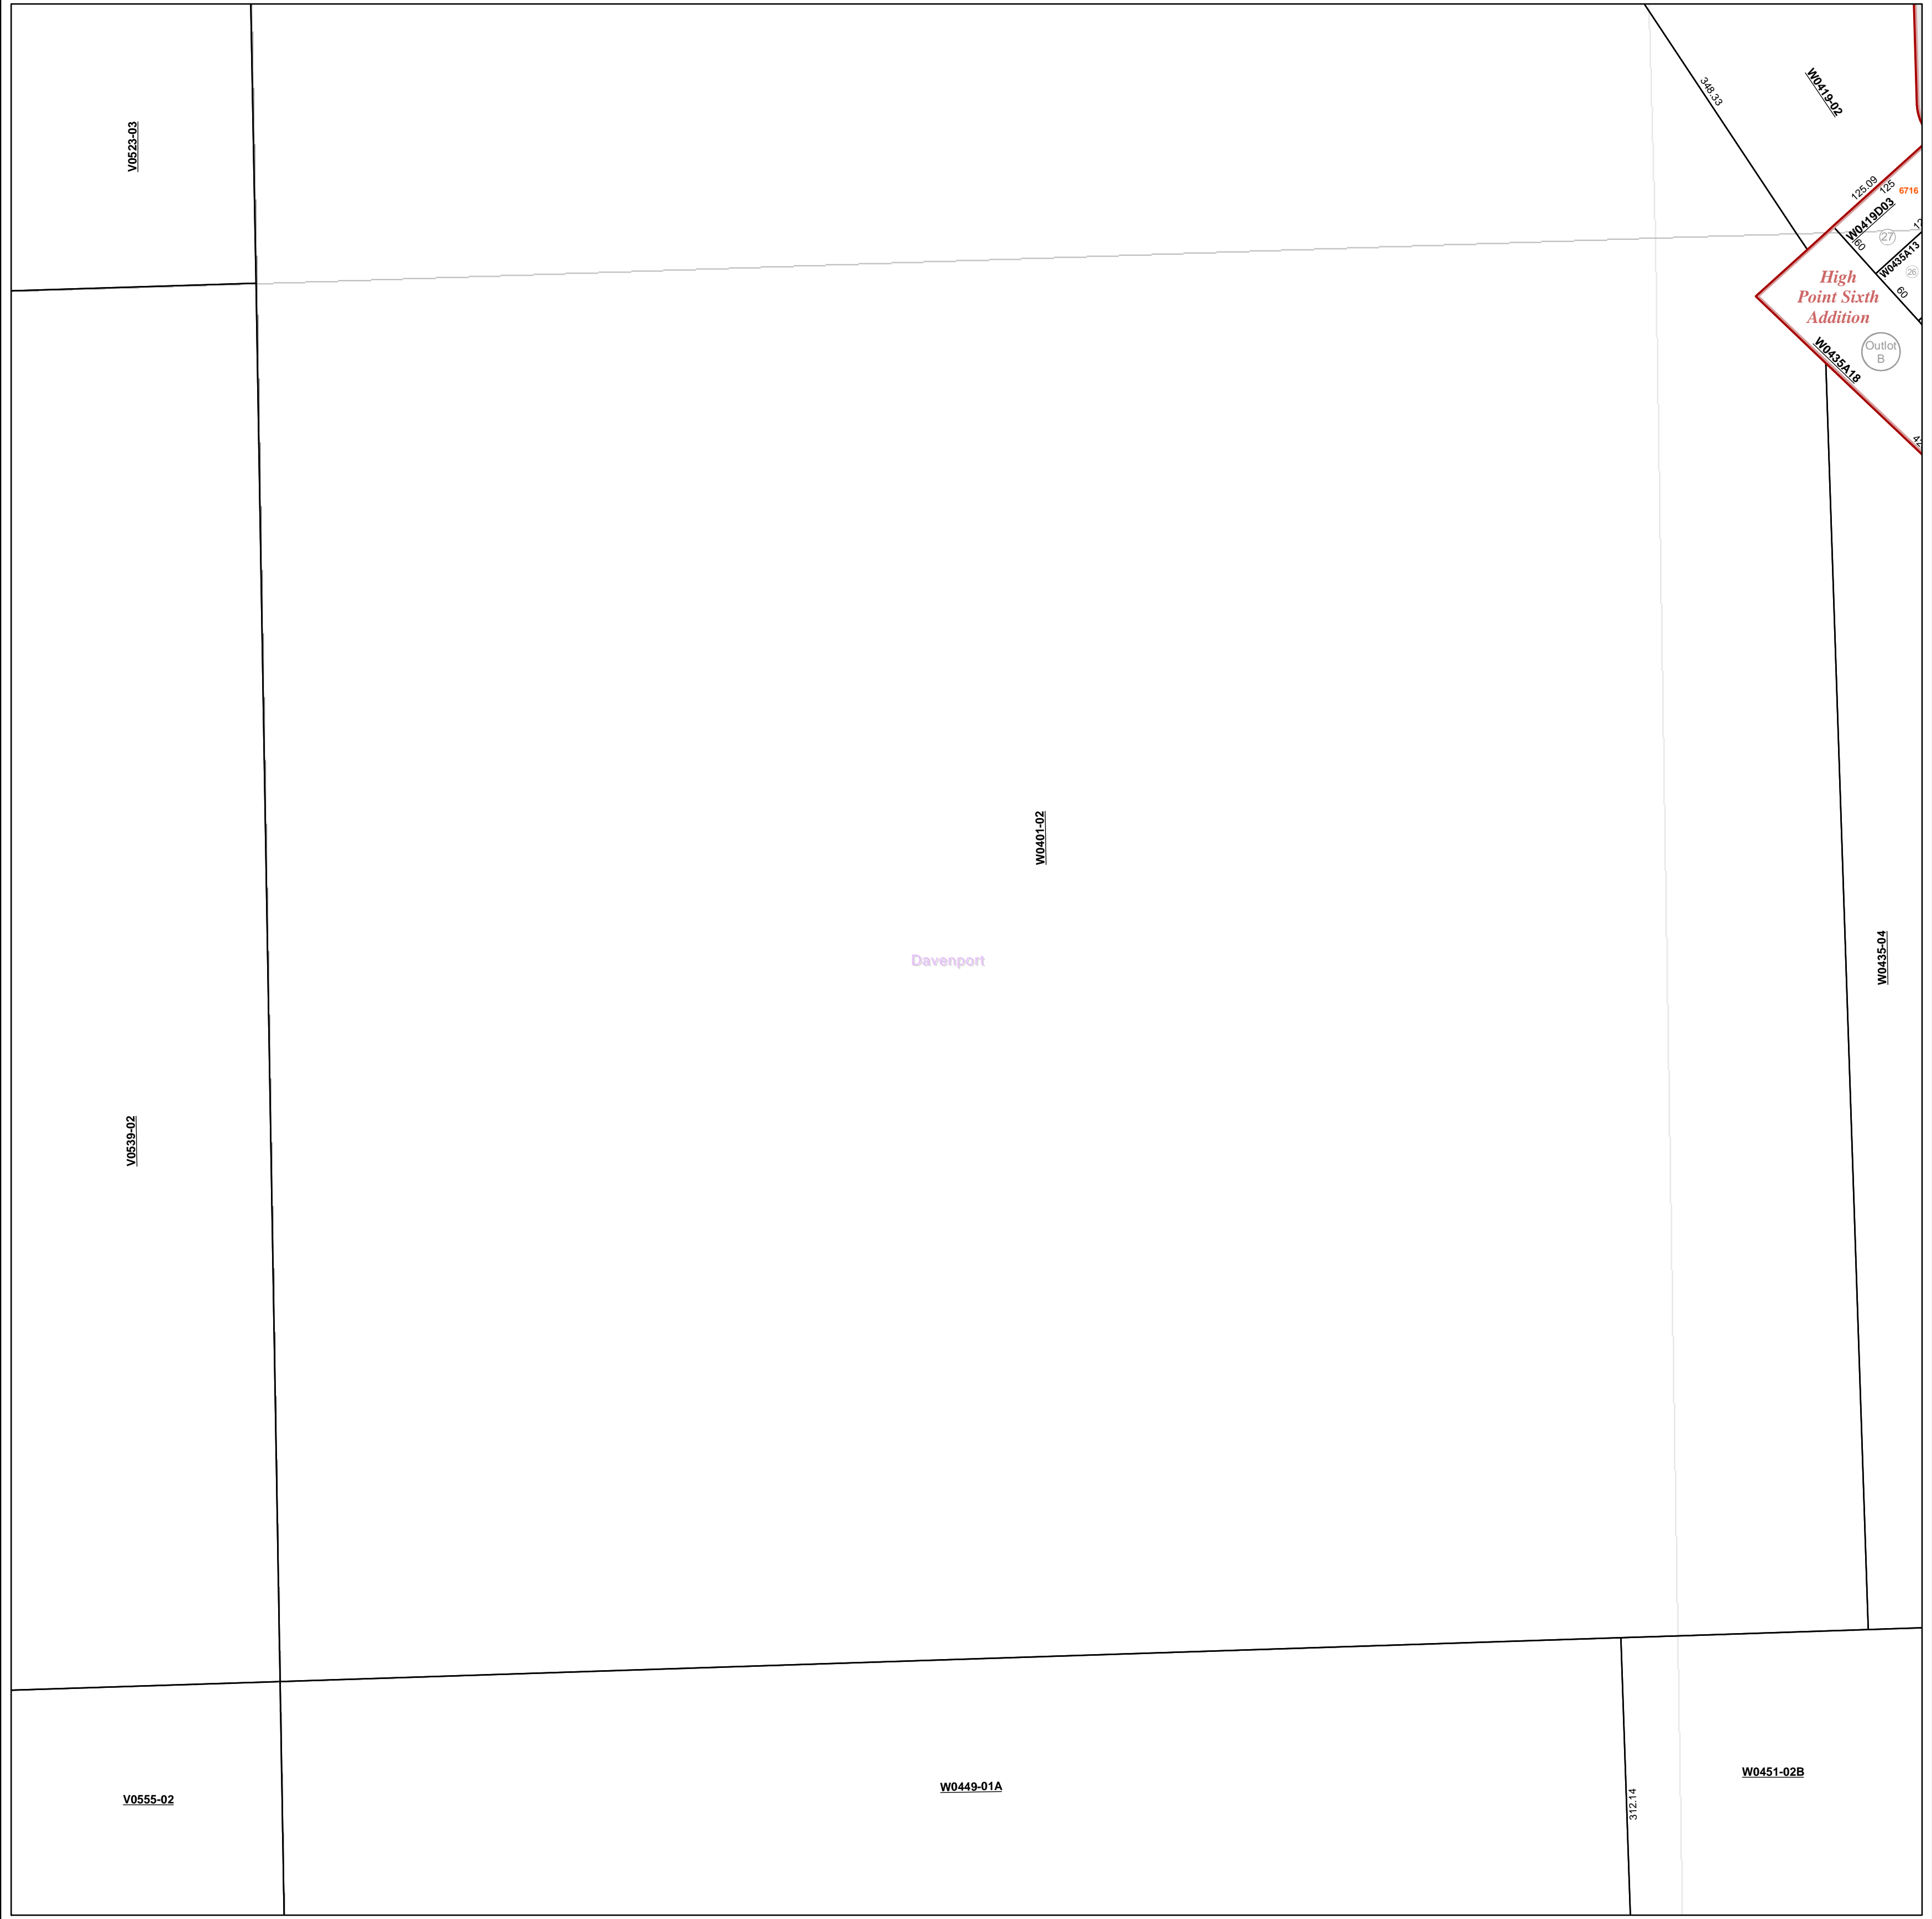 V0523-03
348.33
W0419-02
125.09
125
6716
W0419D03
60
27
W0435A13
26
60
High
Point Sixth
Addition
Outlot
B
W0435A18
W0401-02
Davenport
W0435-04
V0539-02
V0555-02
W0449-01A
312.14
W0451-02B